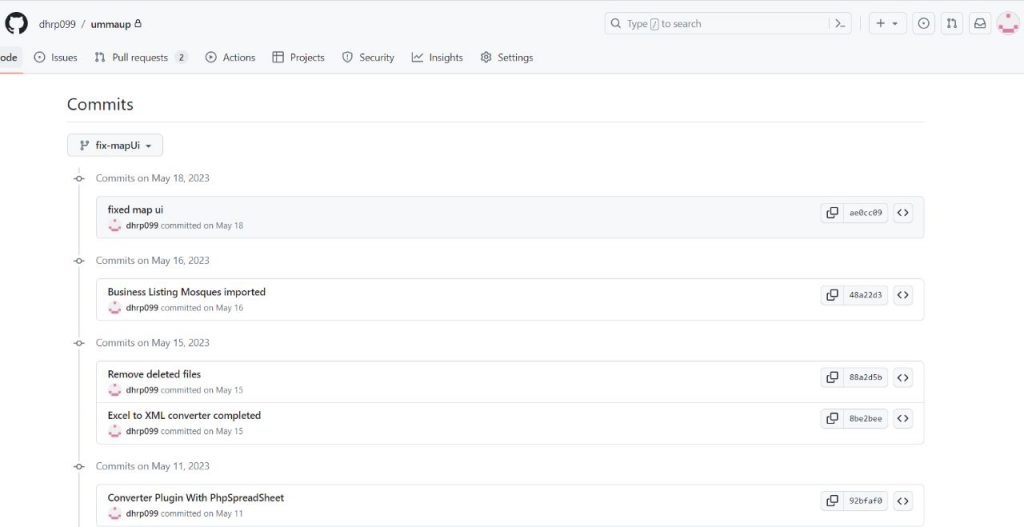 dhrp099 / ummaup
Type / to search
ode Issues Pull requests 2 Actions Projects Security Insights Settings
Commits
fix-mapUi
Commits on May 18, 2023
fixed map ui
ae0cc09
dhrp099 committed on May 18
Commits on May 16, 2023
Business Listing Mosques imported
48a22d3
dhrp099 committed on May 16
Commits on May 15, 2023
Remove deleted files
88a2d5b
dhrp099 committed on May 15
Excel to XML converter completed
8be2bee
dhrp099 committed on May 15
Commits on May 11, 2023
Converter Plugin With PhpSpreadSheet
92bfaf0
dhrp099 committed on May 11